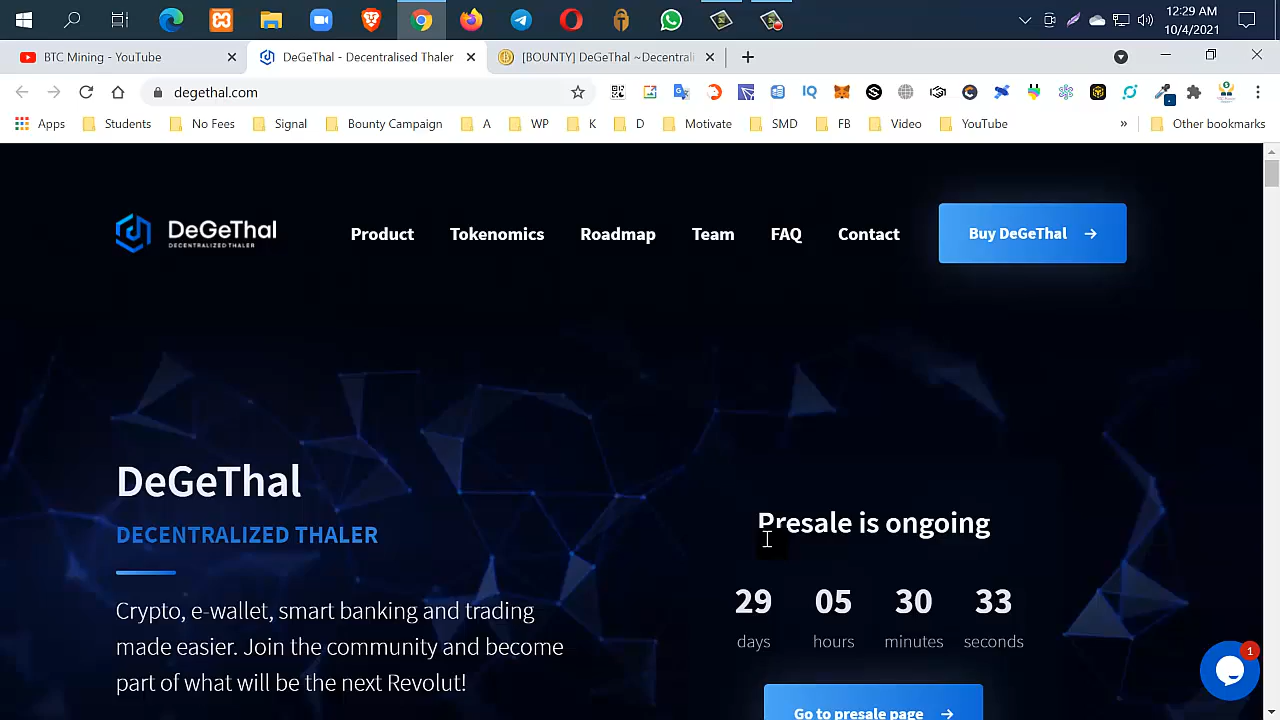 12:29 AM
10/4/2021
BTC Mining - YouTube
DeGeThal - Decentralised Thaler
[BOUNTY] DeGeThal ~Decentrali
degethal.com
Apps
Students
No Fees
Signal
Bounty Campaign
A
WP
K
D
Motivate
SMD
FB
Video
YouTube
»
Other bookmarks
DeGeThal
DECENTRALIZED THALER
Product
Tokenomics
Roadmap
Team
FAQ
Contact
Buy DeGeThal →
DeGeThal
DECENTRALIZED THALER
Crypto, e-wallet, smart banking and trading
made easier. Join the community and become
part of what will be the next Revolut!
Presale is ongoing
29 05 30 33
days hours minutes seconds
Go to presale page →
1